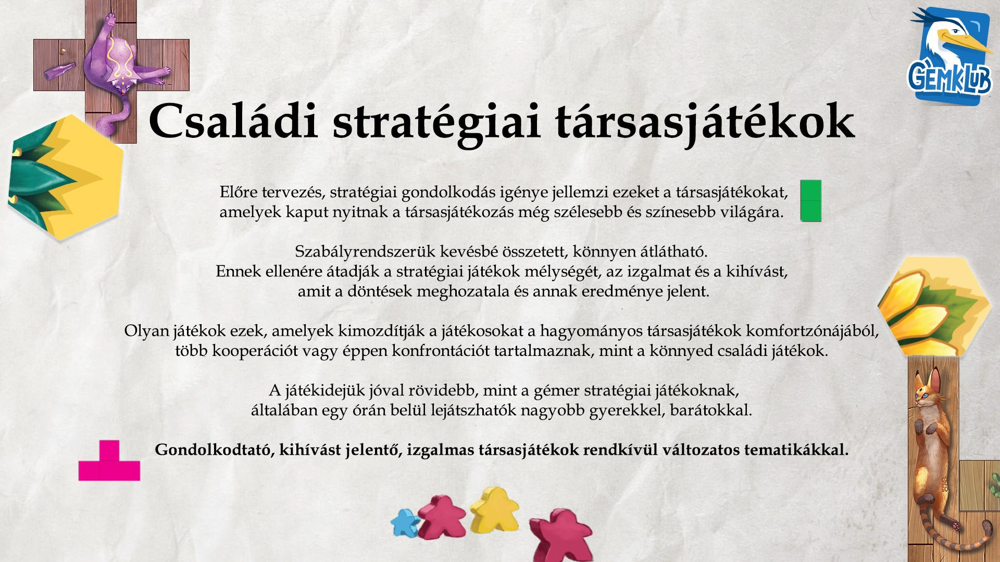 GÉMKLUB
Családi stratégiai társasjátékok
Előre tervezés, stratégiai gondolkodás igénye jellemzi ezeket a társasjátékokat,
amelyek kaput nyitnak a társasjátékozás még szélesebb és színesebb világára.
Szabályrendszerük kevésbé összetett, könnyen átlátható.
Ennek ellenére átadják a stratégiai játékok mélységét, az izgalmat és a kihívást,
amit a döntések meghozatala és annak eredménye jelent.
Olyan játékok ezek, amelyek kimozdítják a játékosokat a hagyományos társasjátékok komfortzónájából,
több kooperációt vagy éppen konfrontációt tartalmaznak, mint a könnyed családi játékok.
A játékidejük jóval rövidebb, mint a gémer stratégiai játékoknak,
általában egy órán belül lejátszhatók nagyobb gyerekkel, barátokkal.
Gondolkodtató, kihívást jelentő, izgalmas társasjátékok rendkívül változatos tematikákkal.